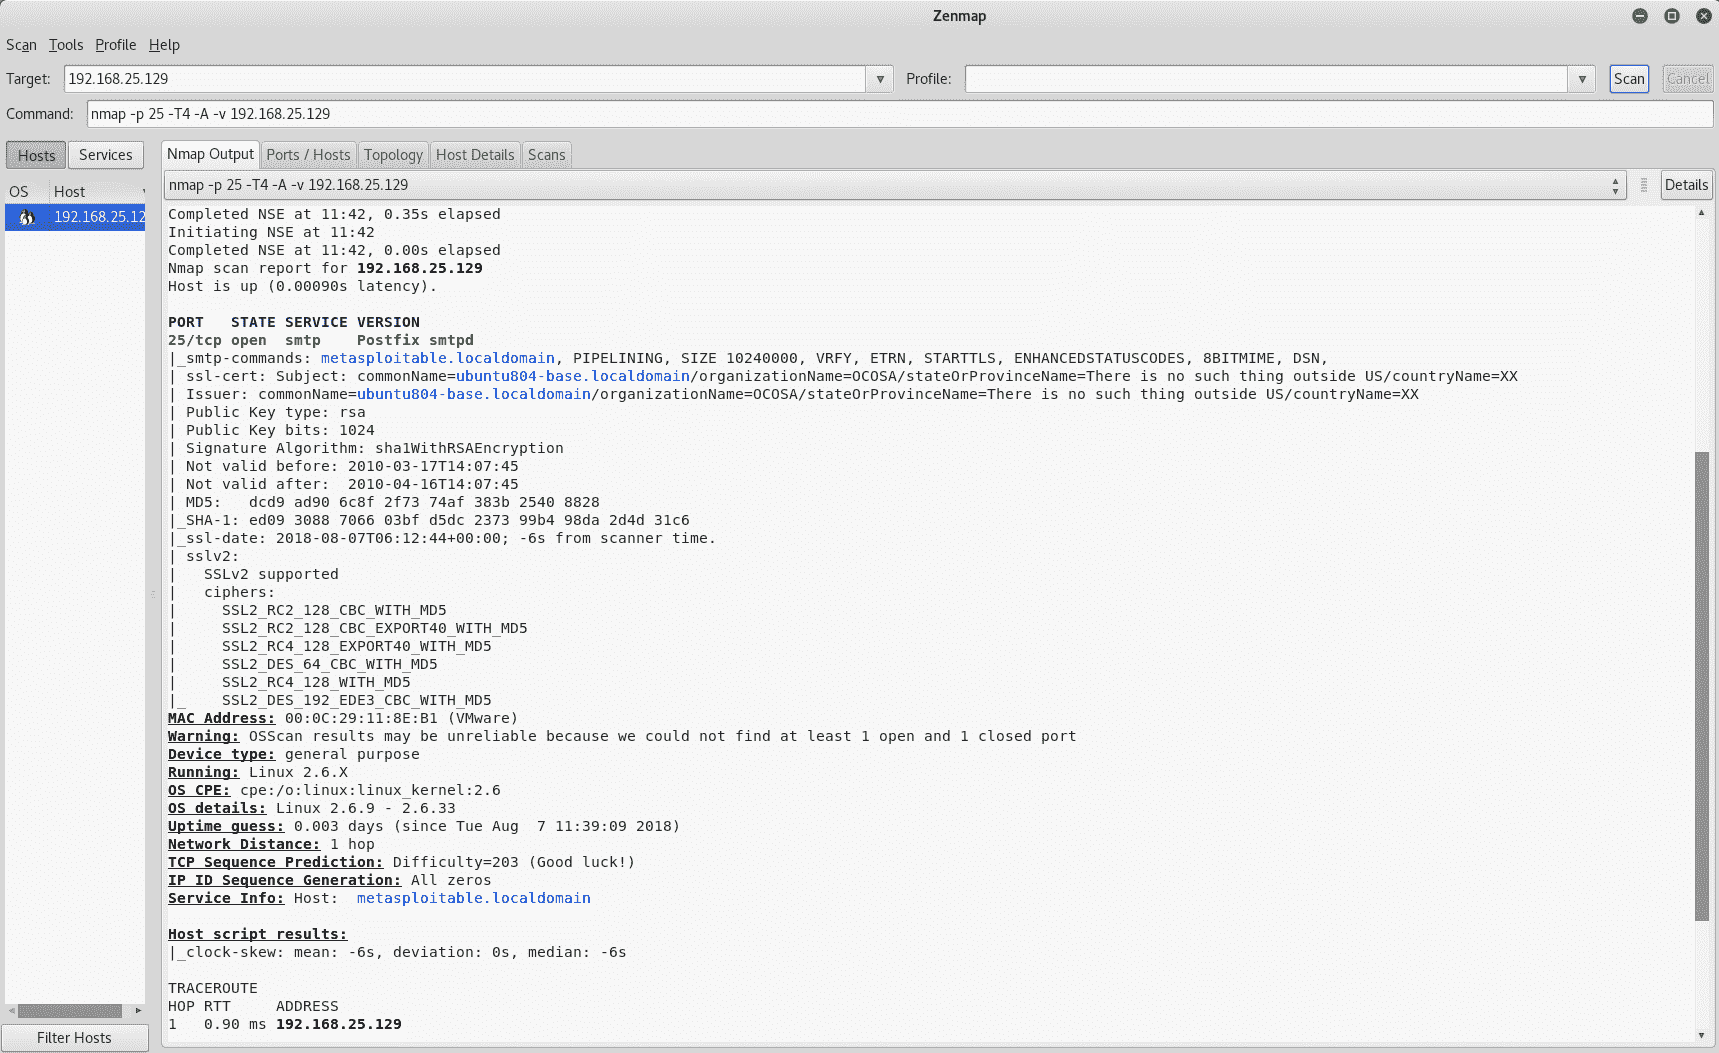 Zenmap
Scan Tools Profile Help
Target: 192.168.25.129 Profile: Scan Cancel
Command: nmap -p 25 -T4 -A -v 192.168.25.129
Hosts Services
Nmap Output Ports / Hosts Topology Host Details Scans
nmap -p 25 -T4 -A -v 192.168.25.129 Details
OS Host
192.168.25.12
Completed NSE at 11:42, 0.35s elapsed
Initiating NSE at 11:42
Completed NSE at 11:42, 0.00s elapsed
Nmap scan report for 192.168.25.129
Host is up (0.00090s latency).
PORT   STATE SERVICE VERSION
25/tcp open  smtp    Postfix smtpd
|_smtp-commands: metasploitable.localdomain, PIPELINING, SIZE 10240000, VRFY, ETRN, STARTTLS, ENHANCEDSTATUSCODES, 8BITMIME, DSN,
| ssl-cert: Subject: commonName=ubuntu804-base.localdomain/organizationName=OCOSA/stateOrProvinceName=There is no such thing outside US/countryName=XX
| Issuer: commonName=ubuntu804-base.localdomain/organizationName=OCOSA/stateOrProvinceName=There is no such thing outside US/countryName=XX
| Public Key type: rsa
| Public Key bits: 1024
| Signature Algorithm: sha1WithRSAEncryption
| Not valid before: 2010-03-17T14:07:45
| Not valid after:  2010-04-16T14:07:45
| MD5:   dcd9 ad90 6c8f 2f73 74af 383b 2540 8828
|_SHA-1: ed09 3088 7066 03bf d5dc 2373 99b4 98da 2d4d 31c6
|_ssl-date: 2018-08-07T06:12:44+00:00; -6s from scanner time.
| sslv2:
|   SSLv2 supported
|   ciphers:
|     SSL2_RC2_128_CBC_WITH_MD5
|     SSL2_RC2_128_CBC_EXPORT40_WITH_MD5
|     SSL2_RC4_128_EXPORT40_WITH_MD5
|     SSL2_DES_64_CBC_WITH_MD5
|     SSL2_RC4_128_WITH_MD5
|_    SSL2_DES_192_EDE3_CBC_WITH_MD5
MAC Address: 00:0C:29:11:8E:B1 (VMware)
Warning: OSScan results may be unreliable because we could not find at least 1 open and 1 closed port
Device type: general purpose
Running: Linux 2.6.X
OS CPE: cpe:/o:linux:linux_kernel:2.6
OS details: Linux 2.6.9 - 2.6.33
Uptime guess: 0.003 days (since Tue Aug  7 11:39:09 2018)
Network Distance: 1 hop
TCP Sequence Prediction: Difficulty=203 (Good luck!)
IP ID Sequence Generation: All zeros
Service Info: Host:  metasploitable.localdomain
Host script results:
|_clock-skew: mean: -6s, deviation: 0s, median: -6s
TRACEROUTE
HOP RTT     ADDRESS
1   0.90 ms 192.168.25.129
Filter Hosts